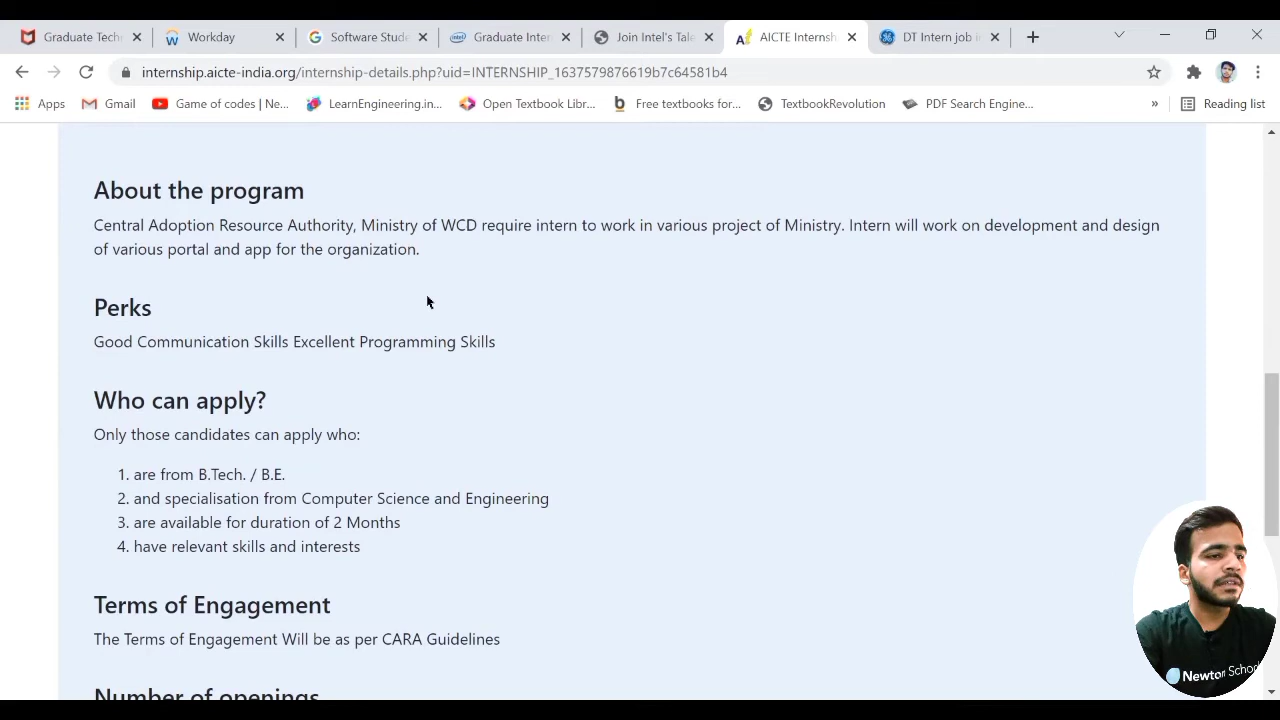 Graduate Tech
Workday
Software Stude
Graduate Inter
Join Intel's Tale
AICTE Internsh
DT Intern job i
internship.aicte-india.org/internship-details.php?uid=INTERNSHIP_1637579876619b7c64581b4
Apps
Gmail
Game of codes | Ne...
LearnEngineering.in...
Open Textbook Libr...
Free textbooks for...
TextbookRevolution
PDF Search Engine...
»
Reading list
About the program
Central Adoption Resource Authority, Ministry of WCD require intern to work in various project of Ministry. Intern will work on development and design
of various portal and app for the organization.
Perks
Good Communication Skills Excellent Programming Skills
Who can apply?
Only those candidates can apply who:
1. are from B.Tech. / B.E.
2. and specialisation from Computer Science and Engineering
3. are available for duration of 2 Months
4. have relevant skills and interests
Terms of Engagement
The Terms of Engagement Will be as per CARA Guidelines
Number of openings
Newton School